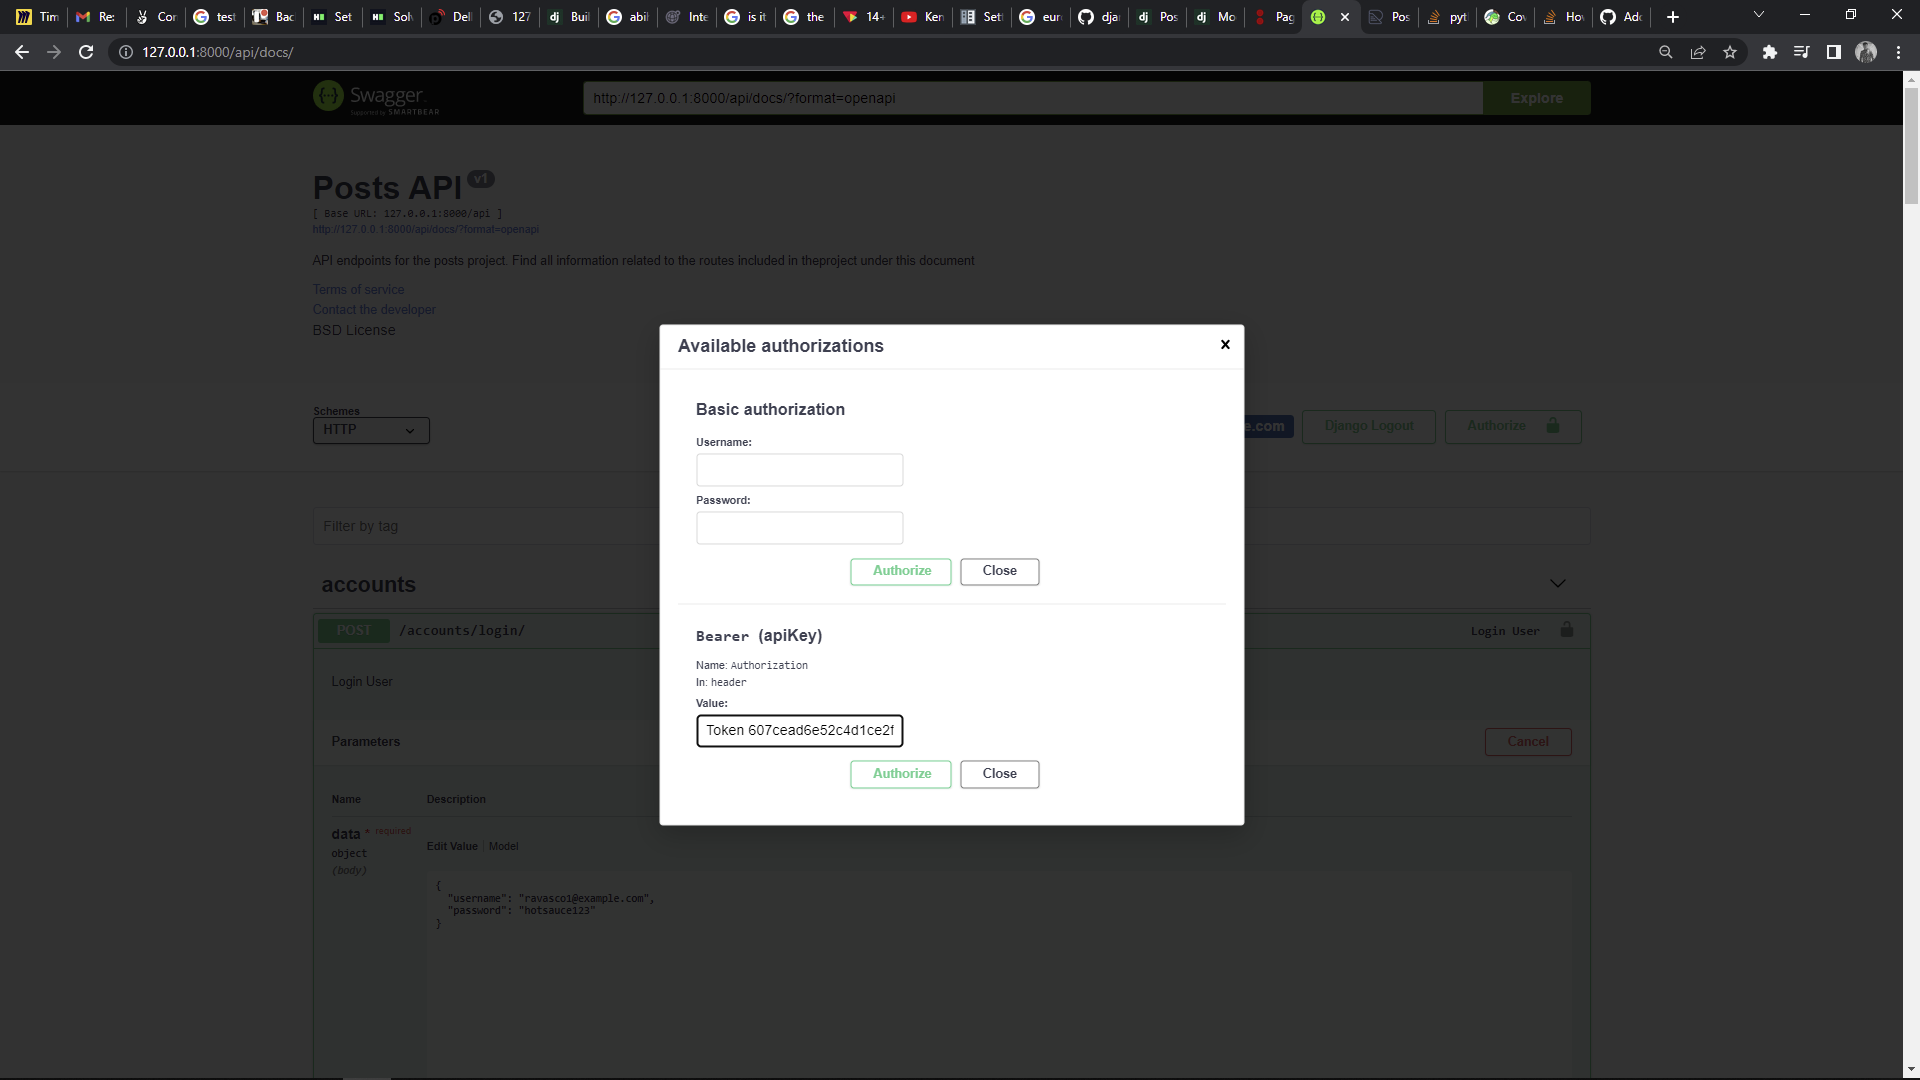 Tim
Re:
Cor
test
Bac
Set
Solv
Deli
127
Buil
abil
Inte
is it
the
14+
Ken
Sett
euro
djar
Pos
Mo
Pag
Pos
pyt
Cov
Hov
Adc
127.0.0.1:8000/api/docs/
Swagger.
Supported by SMARTBEAR
http://127.0.0.1:8000/api/docs/?format=openapi
Explore
Posts API v1
[ Base URL: 127.0.0.1:8000/api ]
http://127.0.0.1:8000/api/docs/?format=openapi
API endpoints for the posts project. Find all information related to the routes included in theproject under this document
Terms of service
Contact the developer
BSD License
Schemes
HTTP
e.com
Django Logout
Authorize
Filter by tag
accounts
POST /accounts/login/
Login User
Login User
Parameters
Cancel
Name
Description
data * required
object
(body)
Edit Value | Model
{
"username": "ravasco1@example.com",
"password": "hotsauce123"
}
Available authorizations
×
Basic authorization
Username:
Password:
Authorize
Close
Bearer (apiKey)
Name: Authorization
In: header
Value:
Token 607cead6e52c4d1ce2f
Authorize
Close